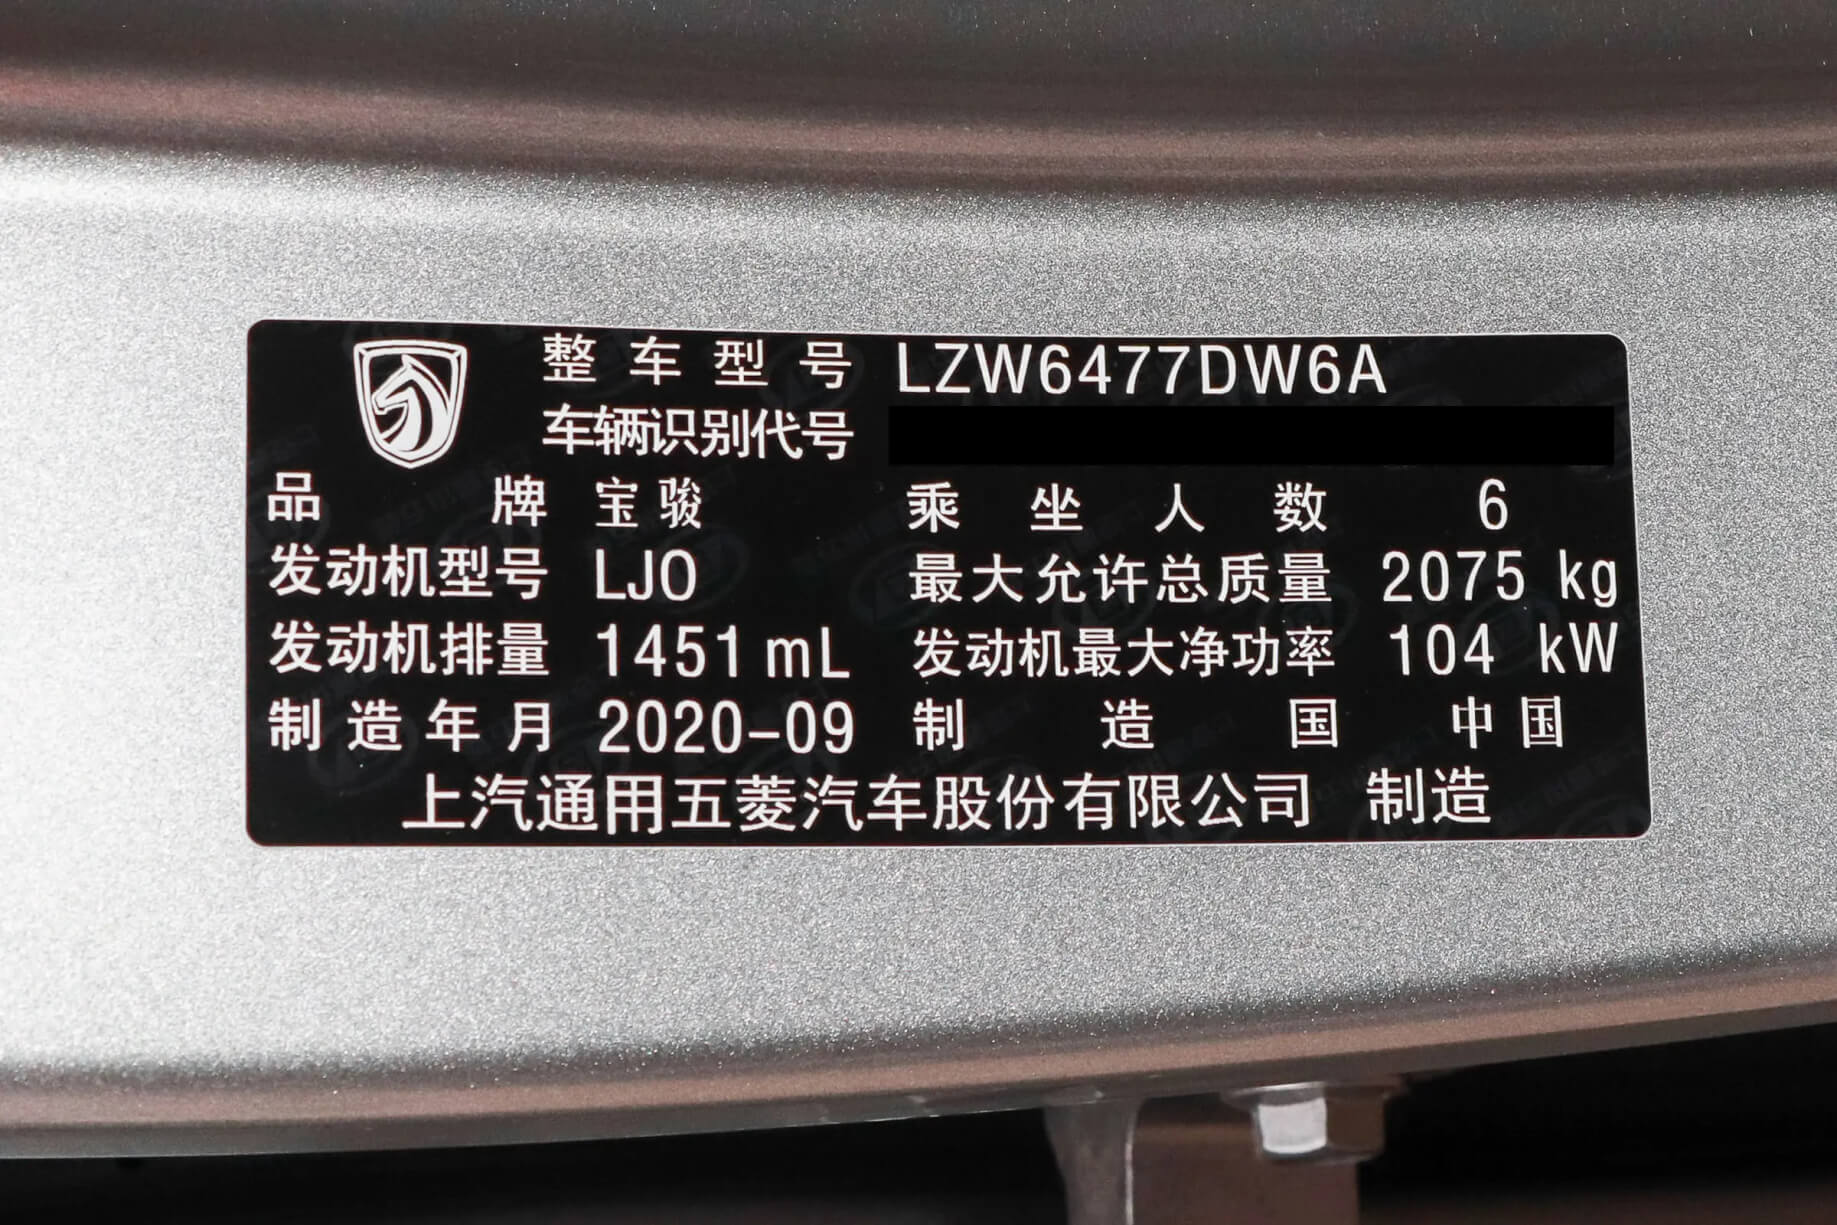 整车型号 LZW6477DW6A
车辆识别代号
品牌 宝骏 乘坐人数 6
发动机型号 LJO 最大允许总质量 2075 kg
发动机排量 1451 mL 发动机最大净功率 104 kW
制造年月 2020-09 制造国 中国
上汽通用五菱汽车股份有限公司 制造